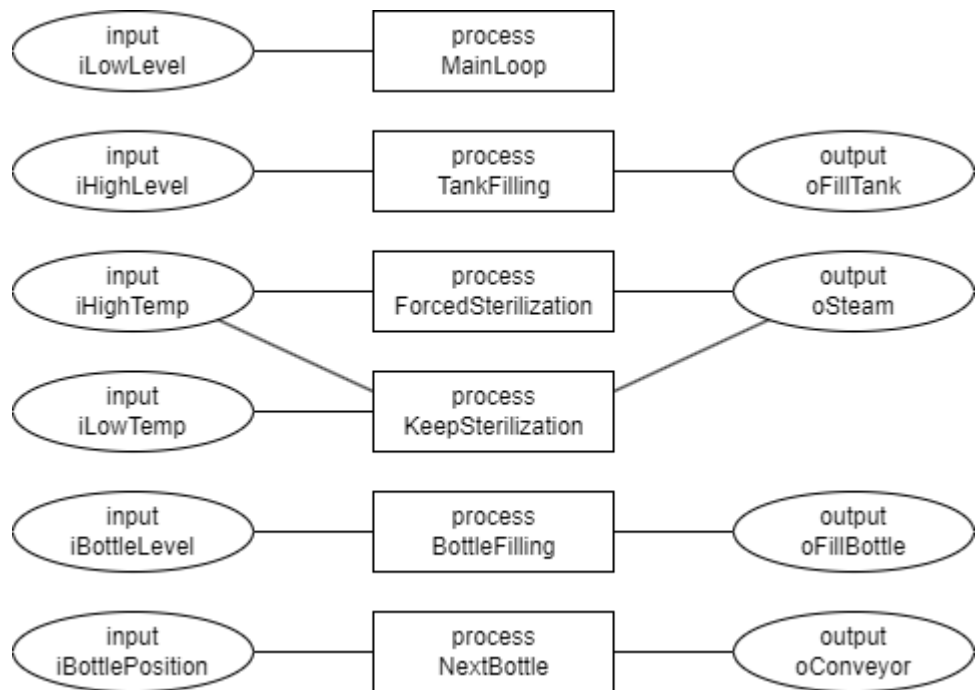 input
iLowLevel
process
MainLoop
input
iHighLevel
process
TankFilling
output
oFillTank
input
iHighTemp
process
ForcedSterilization
output
oSteam
input
iLowTemp
process
KeepSterilization
input
iBottleLevel
process
BottleFilling
output
oFillBottle
input
iBottlePosition
process
NextBottle
output
oConveyor